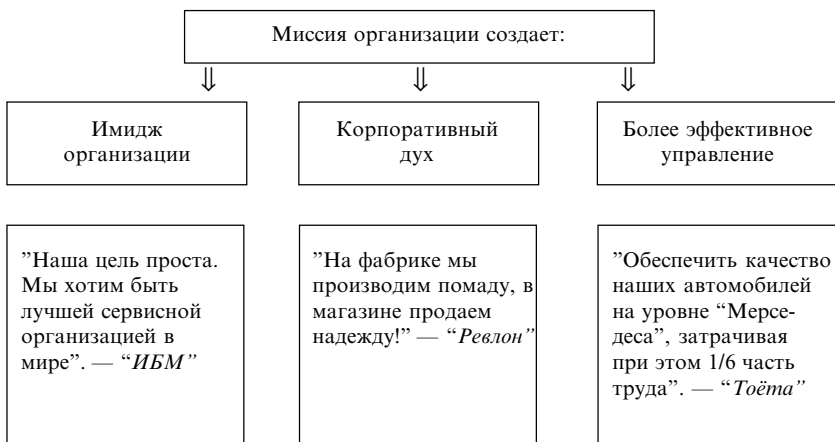 Миссия организации создает:
Имидж
организации
Корпоративный
дух
Более эффективное
управление
”Наша цель проста.
Мы хотим быть
лучшей сервисной
организацией в
мире”. — “ИБМ”
”На фабрике мы
производим помаду, в
магазине продаем
надежду!” — “Ревлон”
”Обеспечить качество
наших автомобилей
на уровне “Мерсе-
деса”, затрачивая
при этом 1/6 часть
труда”. — “Тоёта”